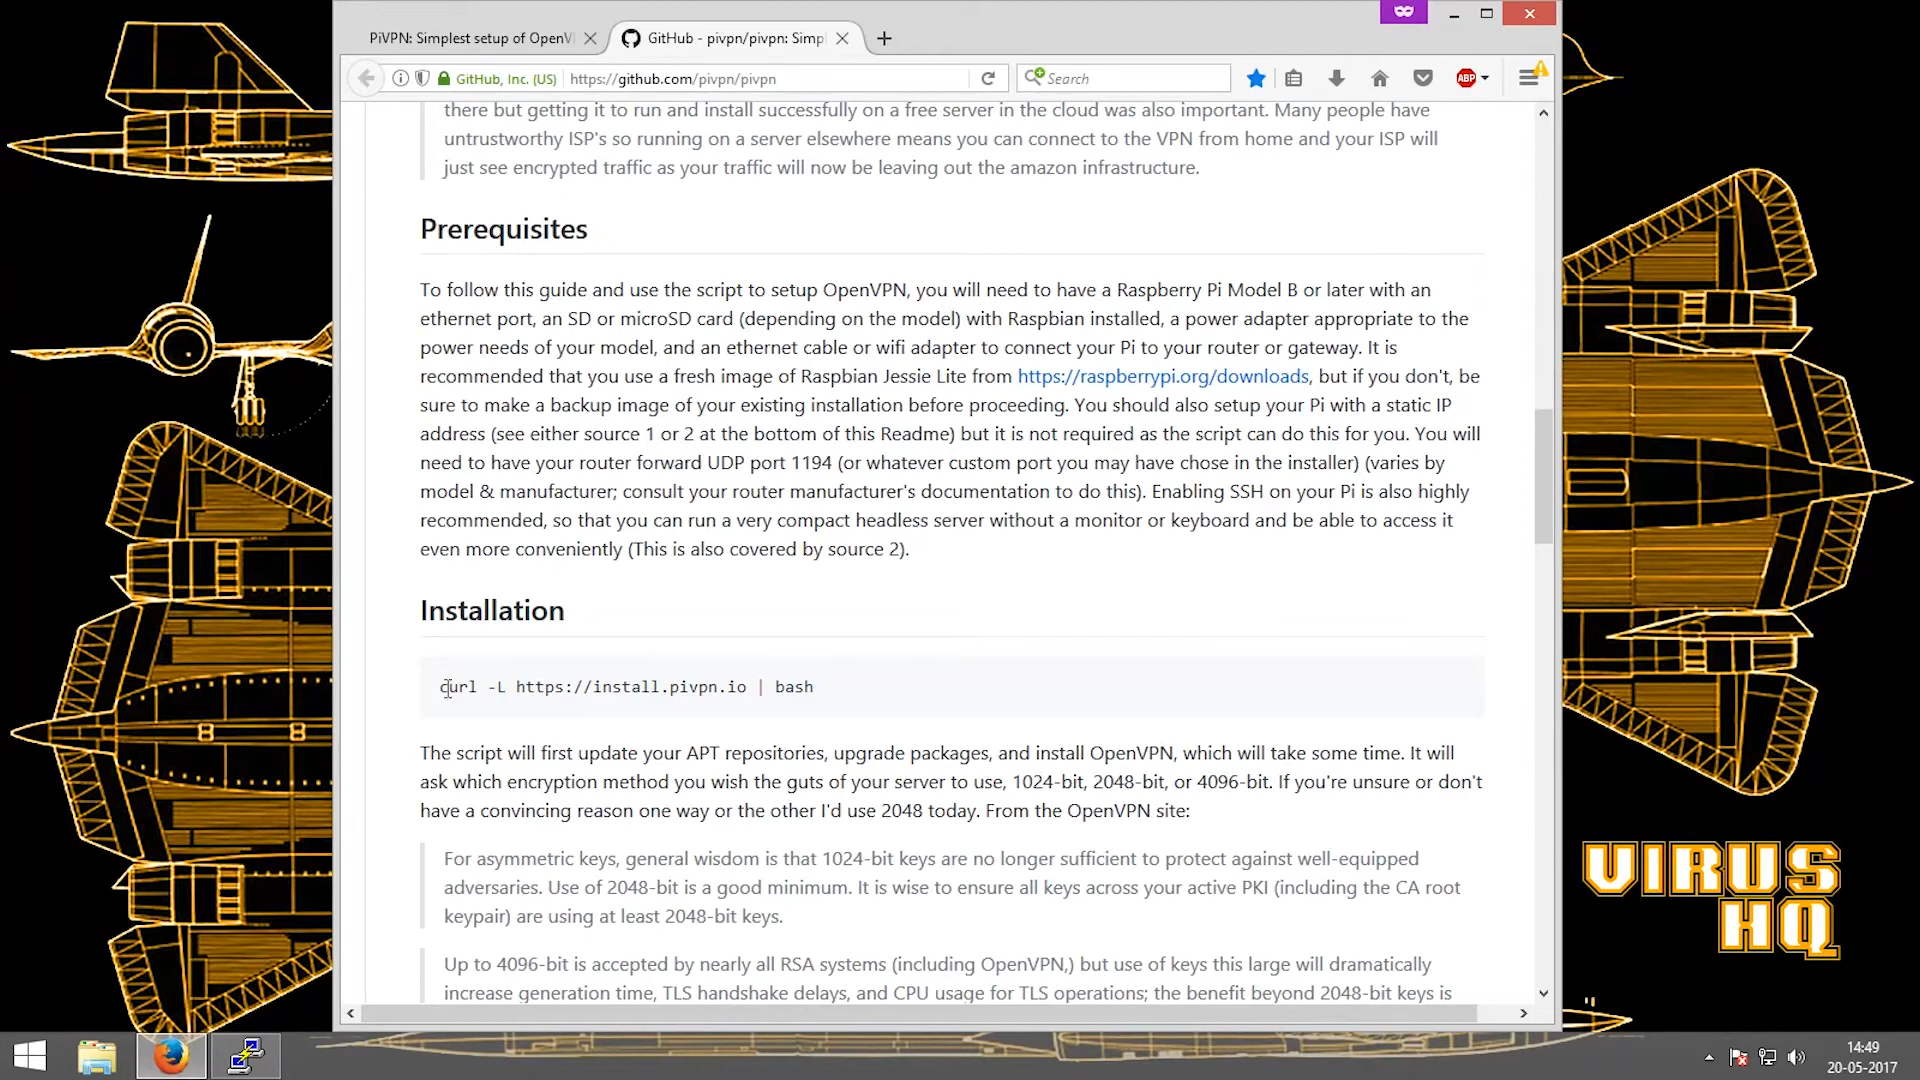 PiVPN: Simplest setup of OpenV
GitHub - pivpn/pivpn: Simpl
GitHub, Inc. (US)
https://github.com/pivpn/pivpn
Search
ABP
there but getting it to run and install successfully on a free server in the cloud was also important. Many people have
untrustworthy ISP's so running on a server elsewhere means you can connect to the VPN from home and your ISP will
just see encrypted traffic as your traffic will now be leaving out the amazon infrastructure.
Prerequisites
To follow this guide and use the script to setup OpenVPN, you will need to have a Raspberry Pi Model B or later with an
ethernet port, an SD or microSD card (depending on the model) with Raspbian installed, a power adapter appropriate to the
power needs of your model, and an ethernet cable or wifi adapter to connect your Pi to your router or gateway. It is
recommended that you use a fresh image of Raspbian Jessie Lite from https://raspberrypi.org/downloads, but if you don't, be
sure to make a backup image of your existing installation before proceeding. You should also setup your Pi with a static IP
address (see either source 1 or 2 at the bottom of this Readme) but it is not required as the script can do this for you. You will
need to have your router forward UDP port 1194 (or whatever custom port you may have chose in the installer) (varies by
model & manufacturer; consult your router manufacturer's documentation to do this). Enabling SSH on your Pi is also highly
recommended, so that you can run a very compact headless server without a monitor or keyboard and be able to access it
even more conveniently (This is also covered by source 2).
Installation
curl -L https://install.pivpn.io | bash
The script will first update your APT repositories, upgrade packages, and install OpenVPN, which will take some time. It will
ask which encryption method you wish the guts of your server to use, 1024-bit, 2048-bit, or 4096-bit. If you're unsure or don't
have a convincing reason one way or the other I'd use 2048 today. From the OpenVPN site:
For asymmetric keys, general wisdom is that 1024-bit keys are no longer sufficient to protect against well-equipped
adversaries. Use of 2048-bit is a good minimum. It is wise to ensure all keys across your active PKI (including the CA root
keypair) are using at least 2048-bit keys.
Up to 4096-bit is accepted by nearly all RSA systems (including OpenVPN,) but use of keys this large will dramatically
increase generation time, TLS handshake delays, and CPU usage for TLS operations; the benefit beyond 2048-bit keys is
VIRUS
HQ
14:49
20-05-2017